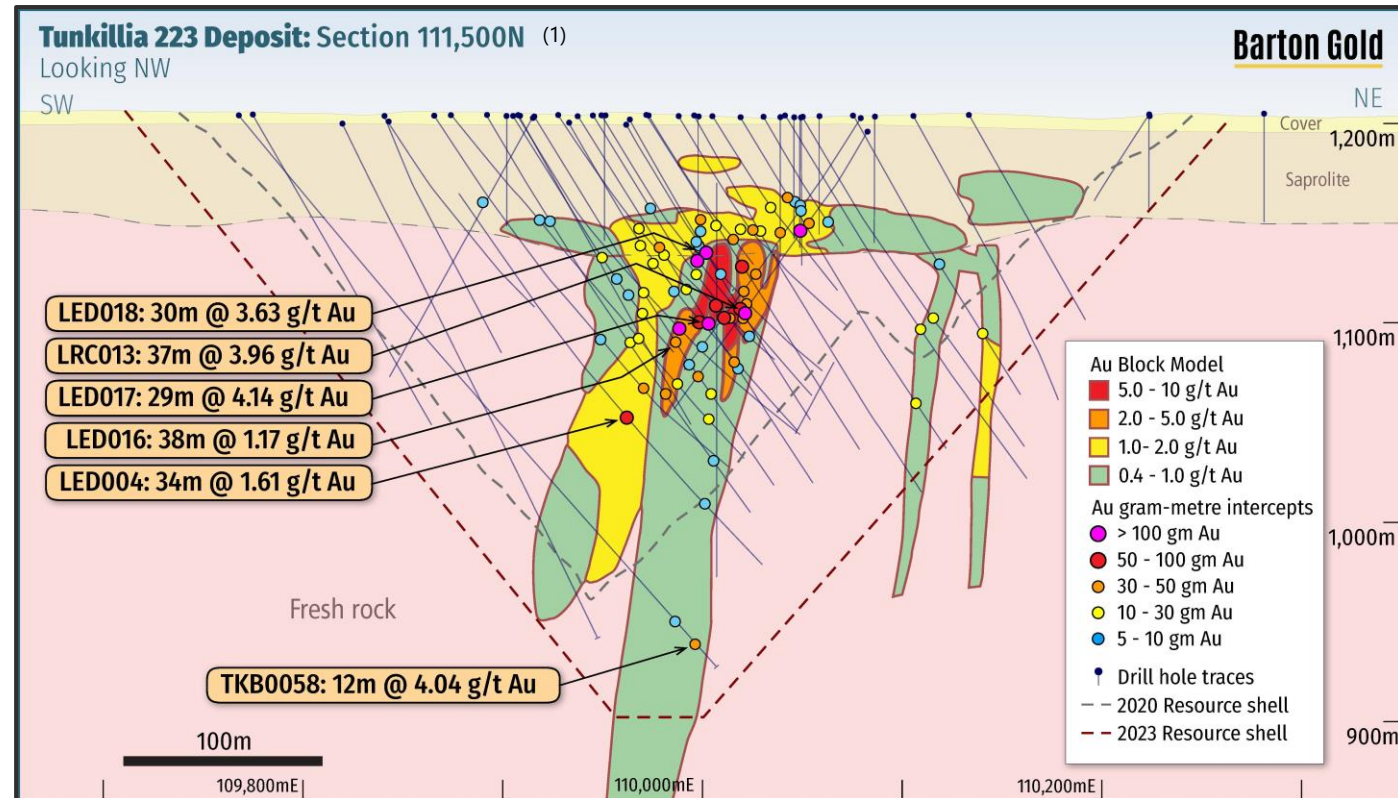 Tunkillia 223 Deposit: Section 111,500N (1)
Looking NW
SW
Barton Gold
NE
Cover
1,200m
Saprolite
LED018: 30m @ 3.63 g/t Au
LRC013: 37m @ 3.96 g/t Au
LED017: 29m @ 4.14 g/t Au
LED016: 38m @ 1.17 g/t Au
LED004: 34m @ 1.61 g/t Au
1,100m
Au Block Model
5.0 - 10 g/t Au
2.0 - 5.0 g/t Au
1.0- 2.0 g/t Au
0.4 - 1.0 g/t Au
Au gram-metre intercepts
> 100 gm Au
50 - 100 gm Au
30 - 50 gm Au
10 - 30 gm Au
5 - 10 gm Au
Drill hole traces
2020 Resource shell
2023 Resource shell
1,000m
Fresh rock
TKB0058: 12m @ 4.04 g/t Au
900m
100m
109,800mE
110,000mE
110,200mE